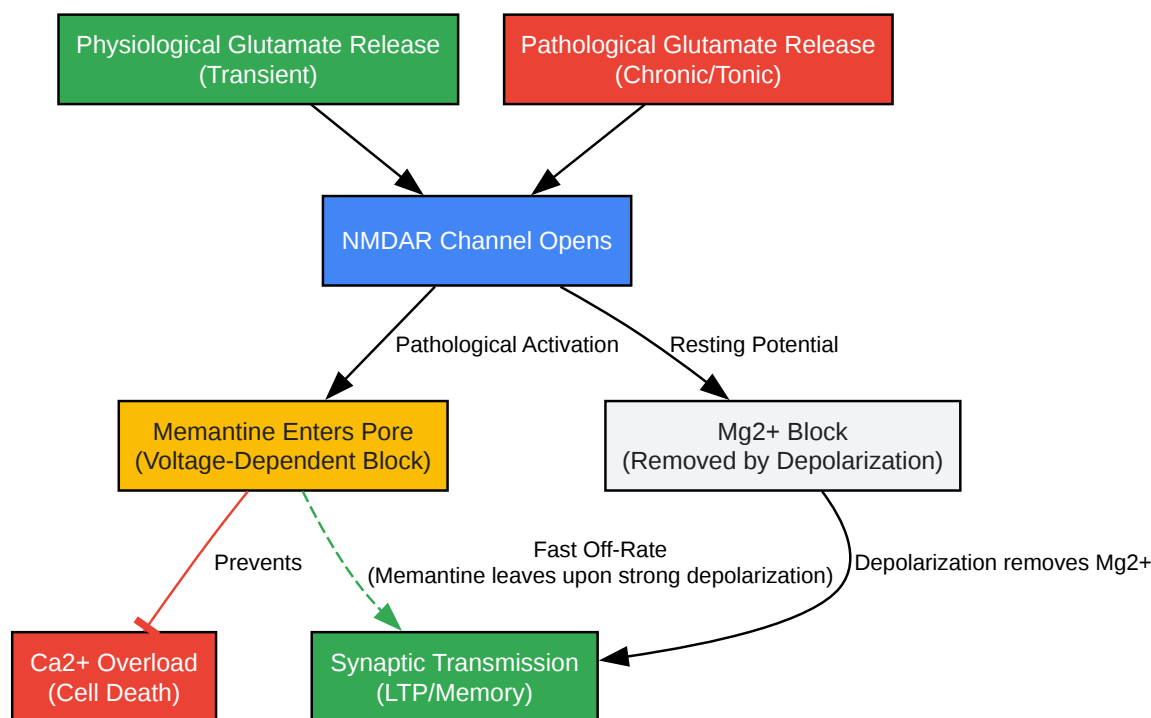 Physiological Glutamate Release
(Transient)
Pathological Glutamate Release
(Chronic/Tonic)
NMDAR Channel Opens
Pathological Activation
Resting Potential
Memantine Enters Pore
(Voltage-Dependent Block)
Mg2+ Block
(Removed by Depolarization)
Prevents
Fast Off-Rate
(Memantine leaves upon strong depolarization)
Depolarization removes Mg2+
Ca2+ Overload
(Cell Death)
Synaptic Transmission
(LTP/Memory)